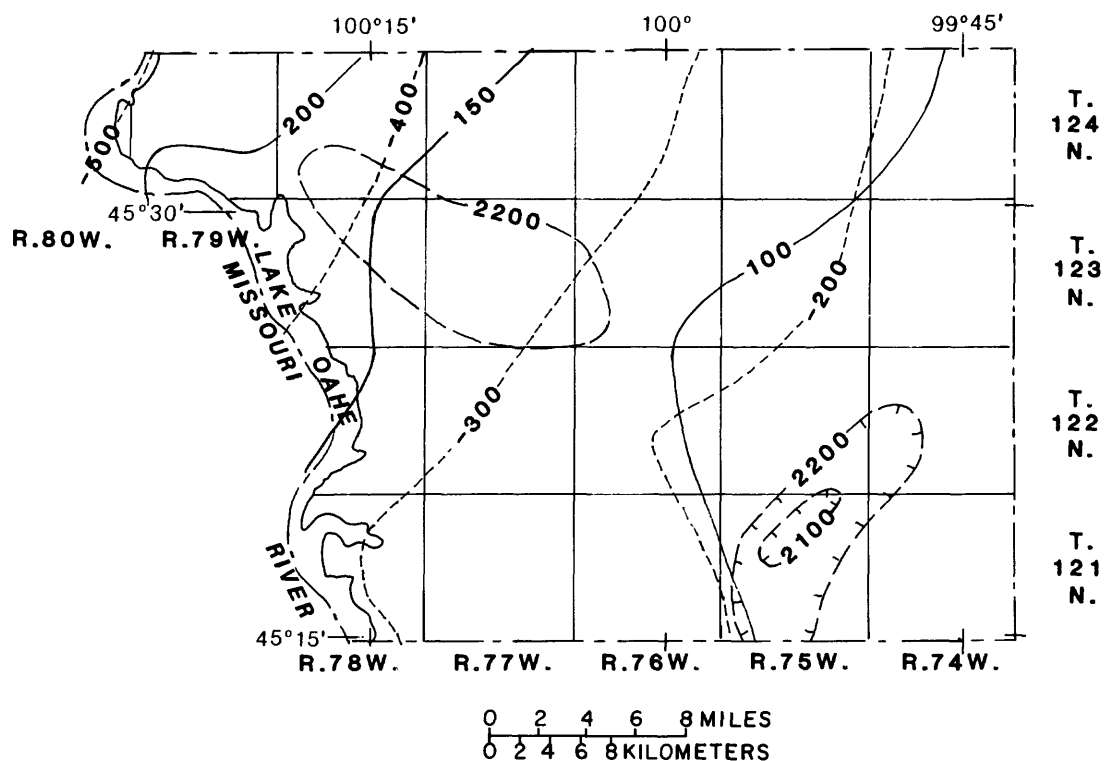 100°15' 100° 99°45'
T. 124 N.
200
-400
150
-500
45°30'
R.80W. R.79W.
2200
T. 123 N.
100
-200
LAKE OAHE
MISSOURI RIVER
-300
T. 122 N.
2200
2100
T. 121 N.
45°15'
R.78W. R.77W. R.76W. R.75W. R.74W.
0 2 4 6 8 MILES
0 2 4 6 8 KILOMETERS